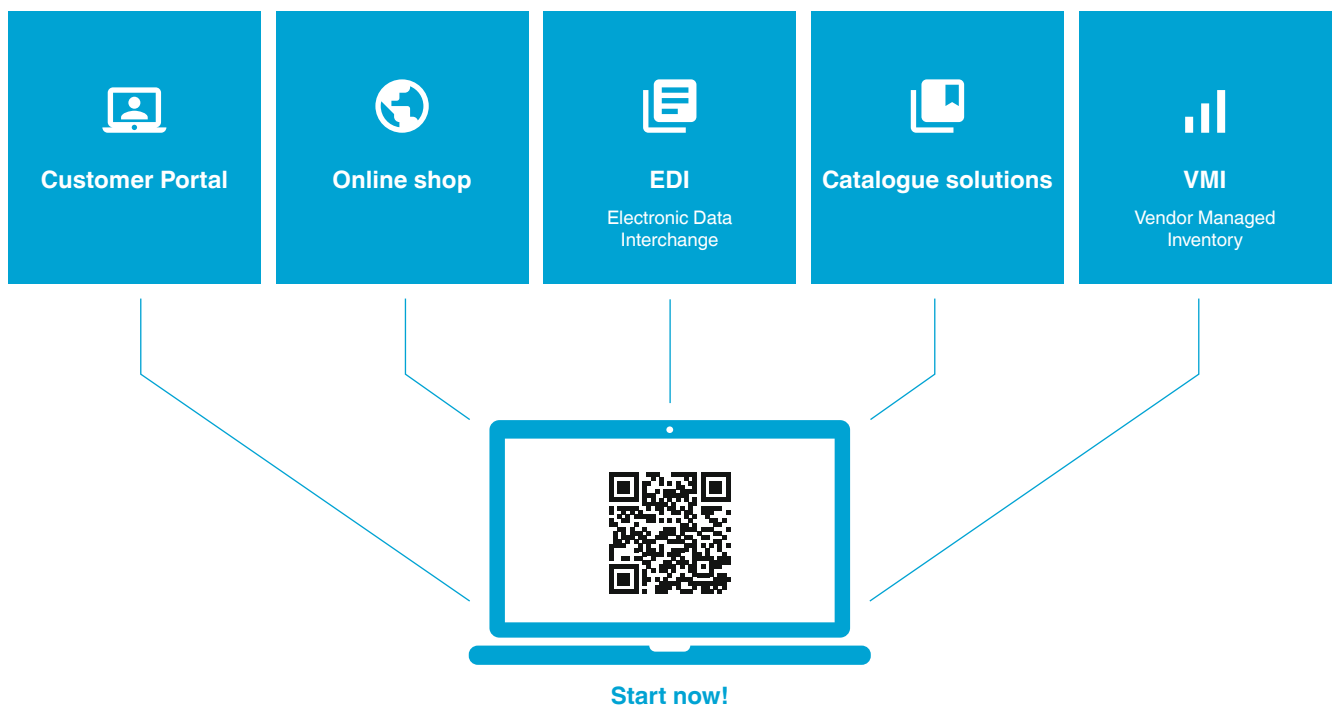 Customer Portal
Online shop
EDI
Electronic Data
Interchange
Catalogue solutions
VMI
Vendor Managed
Inventory
Start now!